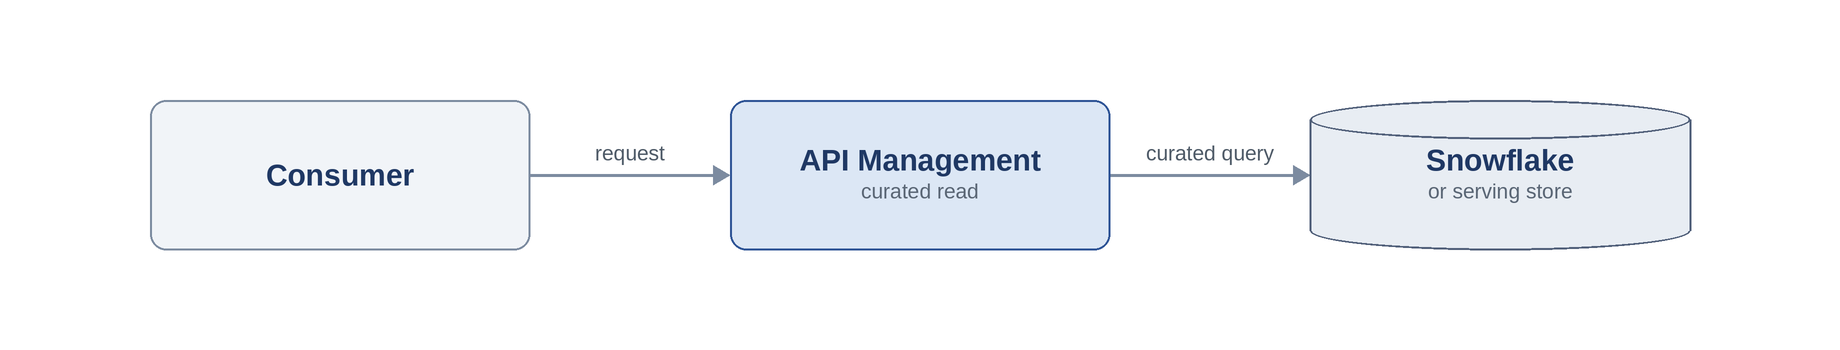 Consumer
request
API Management
curated read
curated query
Snowflake
or serving store